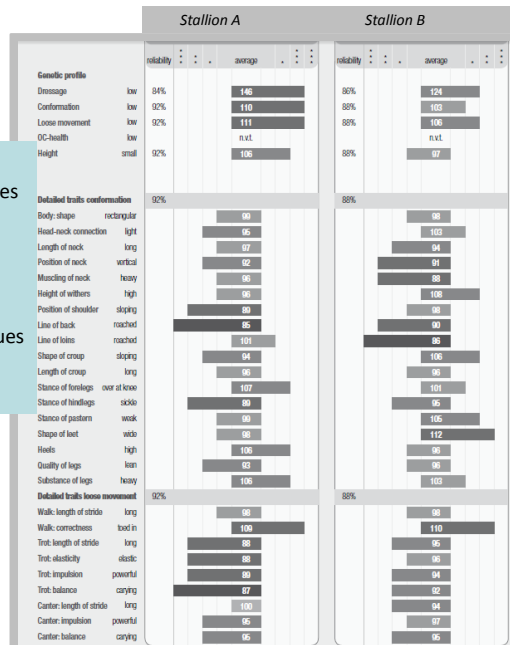 Stallion A Stallion B
reliability average reliability average
Genetic profile
Dressage low 84% 146 86% 124
Conformation low 92% 110 88% 103
Loose movement low 92% 111 88% 106
OC-health low n.v.t. n.v.t.
Height small 92% 106 88% 97
es
Detailed traits conformation 92% 88%
Body: shape rectangular 99 98
Head-neck connection light 95 103
Length of neck long 97 94
Position of neck vertical 92 91
Muscling of neck heavy 96 88
Height of withers high 96 108
Position of shoulder sloping 89 98
Line of back roached 85 90
ues
Line of loins roached 101 86
Shape of croup sloping 94 106
Length of croup long 96 96
Stance of forelegs over at knee 107 101
Stance of hindlegs sickle 89 95
Stance of pastern weak 99 105
Shape of feet wide 98 112
Heels high 106 96
Quality of legs lean 93 96
Substance of legs heavy 106 103
Detailed traits loose movement 92% 88%
Walk: length of stride long 98 98
Walk: correctness toed in 109 110
Trot: length of stride long 88 95
Trot: elasticity elastic 88 96
Trot: impulsion powerful 89 94
Trot: balance carying 87 92
Canter: length of stride long 100 94
Canter: impulsion powerful 95 97
Canter: balance carying 95 95